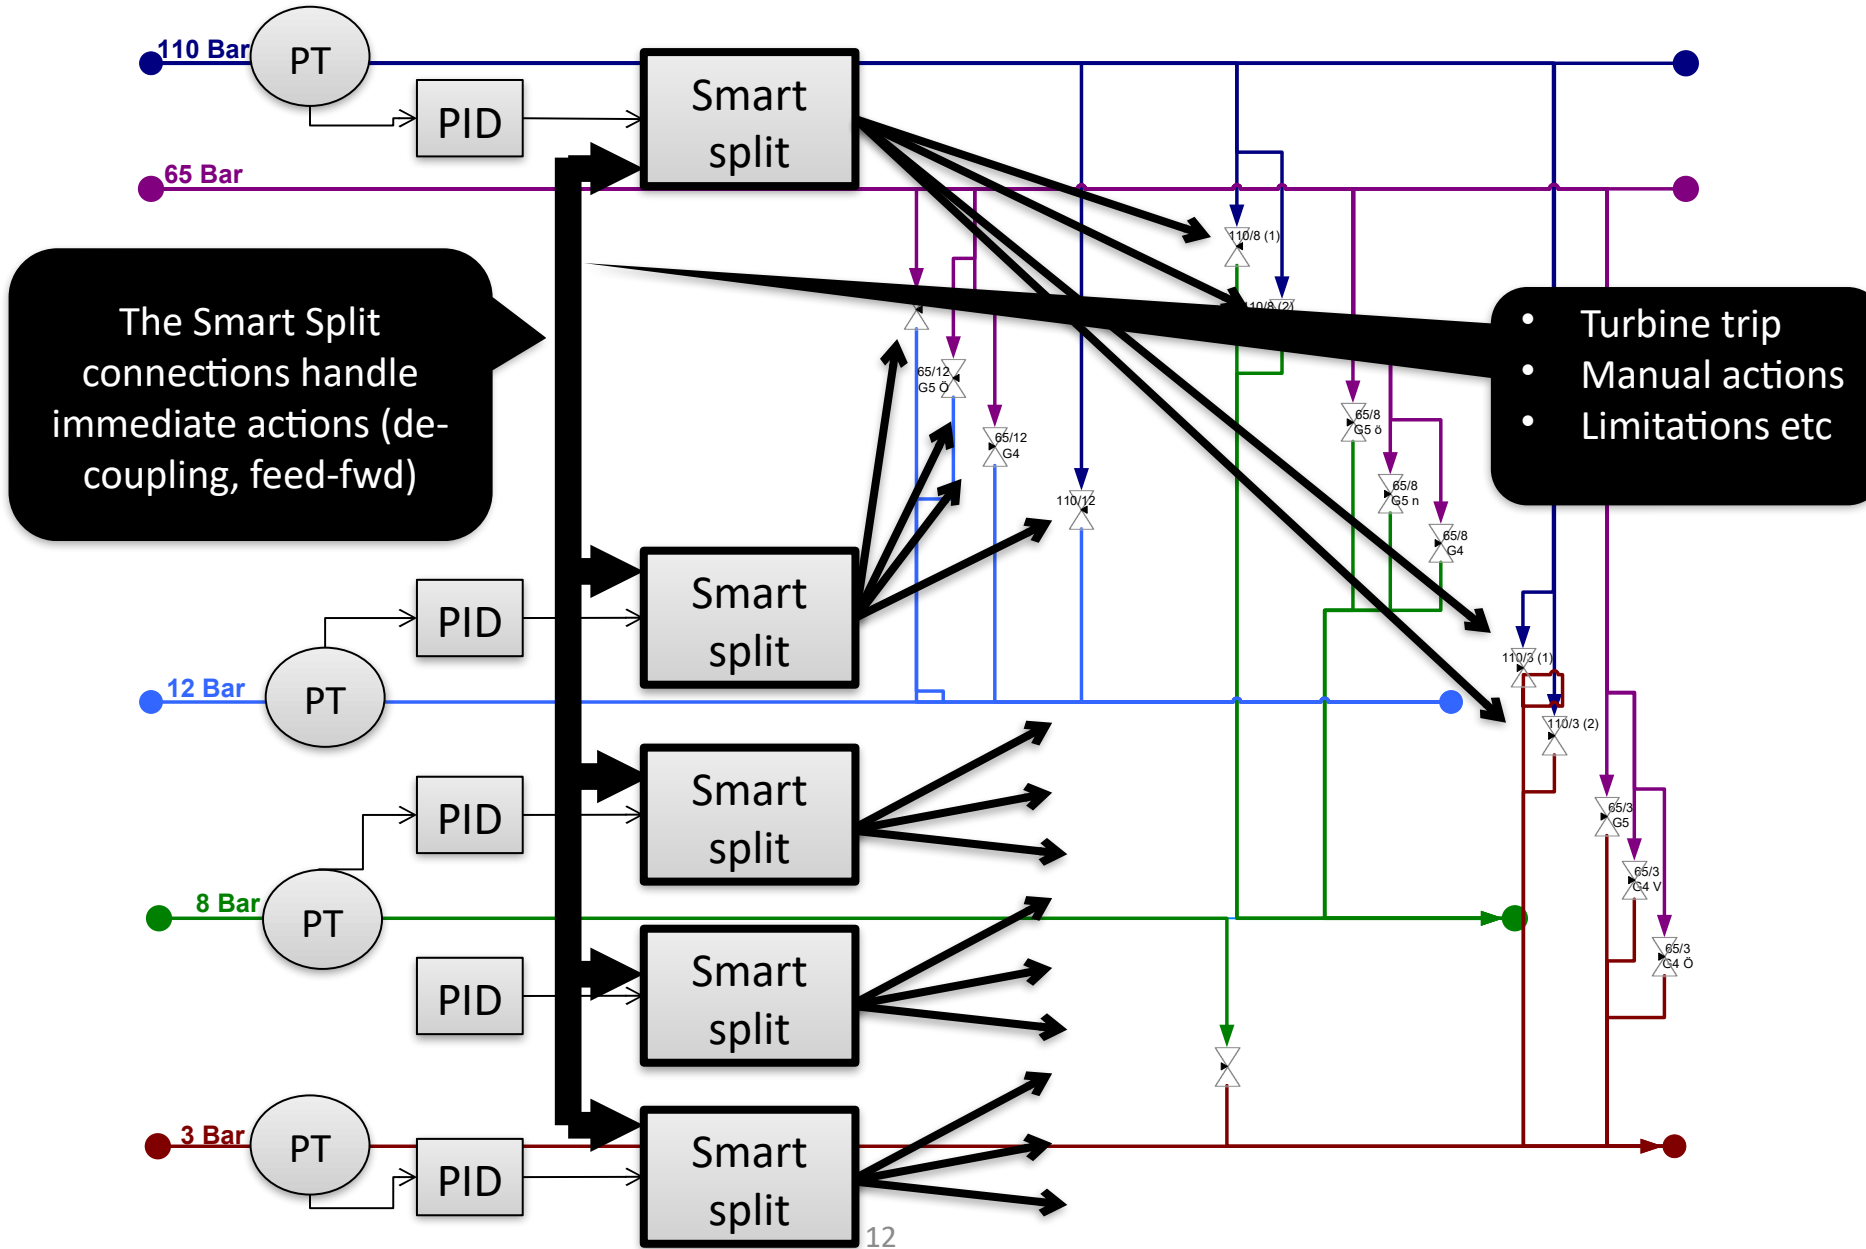 110 Bar
PT
PID
Smart
split
65 Bar
The Smart Split
connections handle
immediate actions (de-
coupling, feed-fwd)
• Turbine trip
• Manual actions
• Limitations etc
110/8 (1)
110/8 (2)
65/12
G5 Ö
65/12
G4
110/12
65/8
G5 ö
65/8
G5 n
65/8
G4
PID
Smart
split
12 Bar
PT
110/3 (1)
110/3 (2)
PID
Smart
split
65/3
G5
65/3
G4 V
65/3
G4 Ö
8 Bar
PT
PID
Smart
split
3 Bar
PT
PID
Smart
split
12